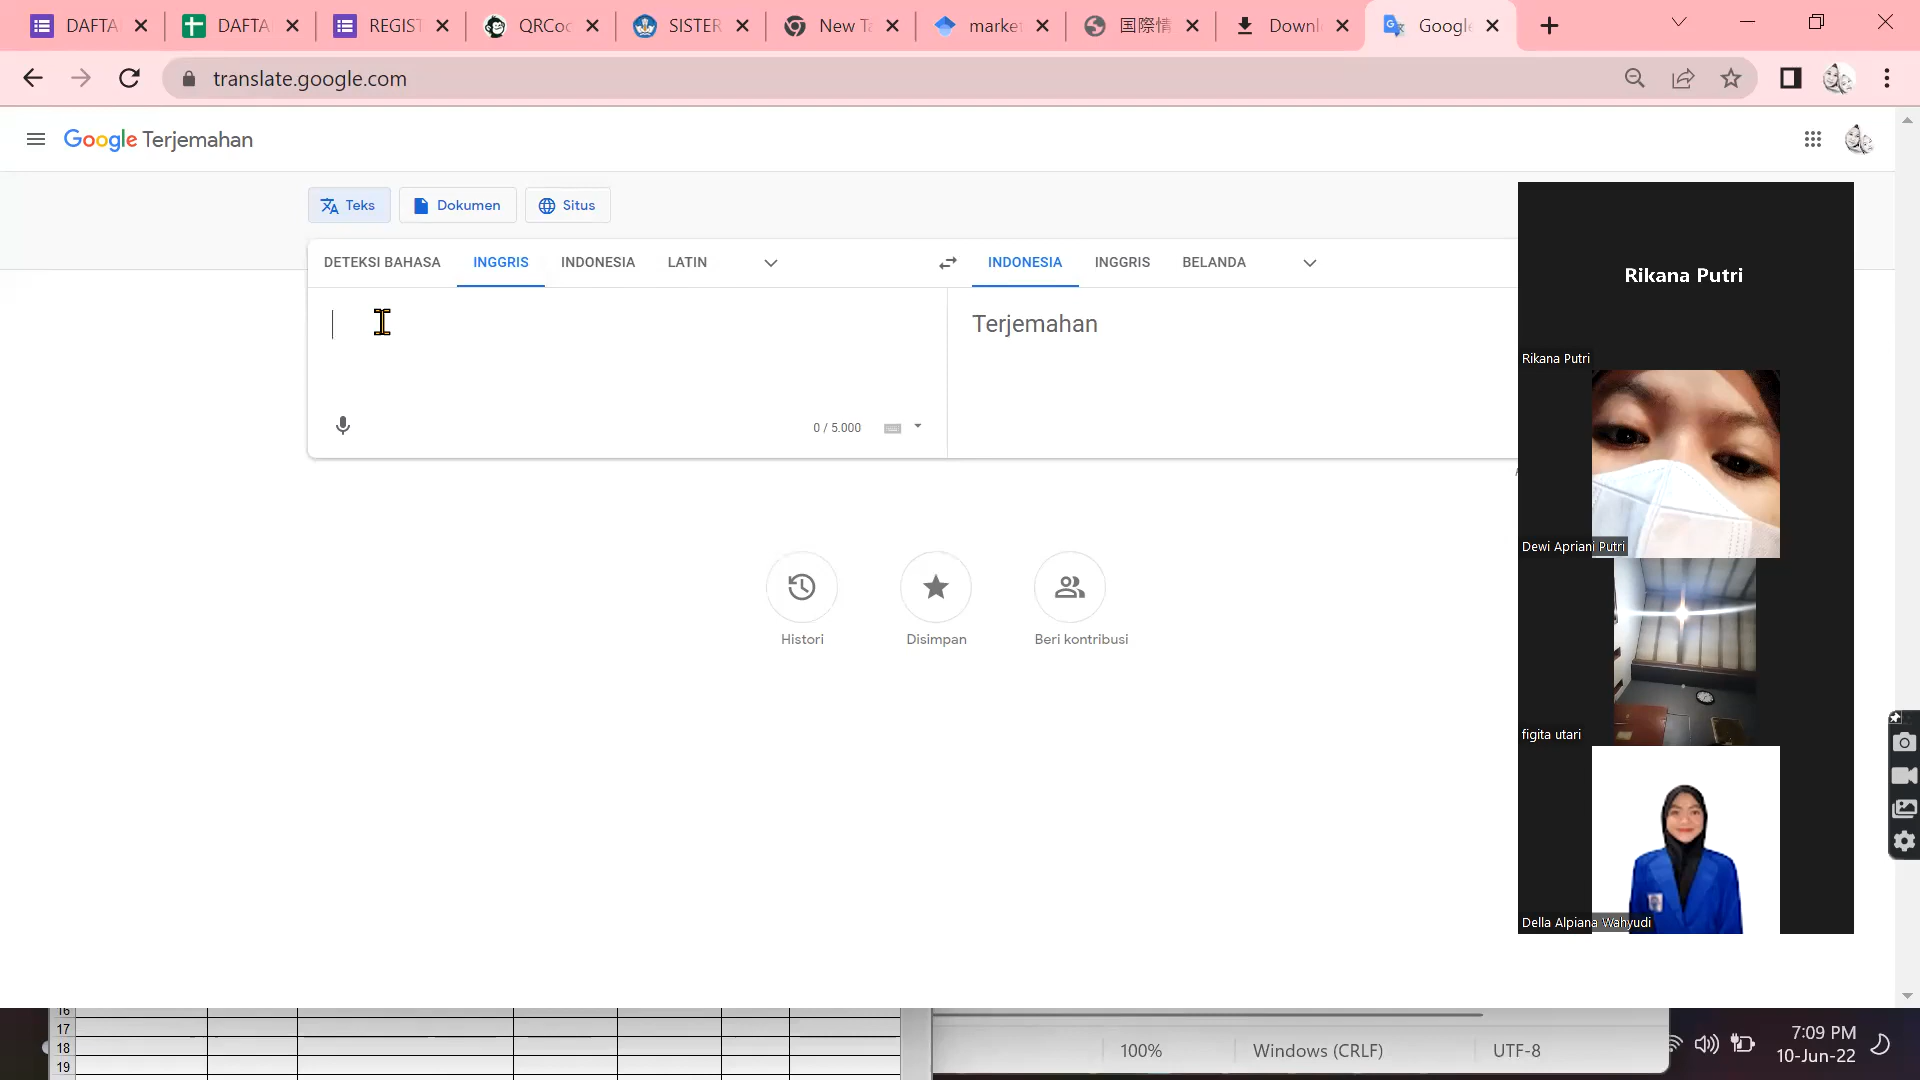 DAFTA DAFTA REGIST QRCoc SISTER New Ta marke 国際情 Downl Google
translate.google.com
Google Terjemahan
Teks Dokumen Situs
DETEKSI BAHASA INGGRIS INDONESIA LATIN INDONESIA INGGRIS BELANDA
Terjemahan
0 / 5.000
Histori Disimpan Beri kontribusi
Rikana Putri
Rikana Putri
Dewi Apriani Putri
figita utari
Della Alpiana Wahyudi
16
17
18
19
100% Windows (CRLF) UTF-8
7:09 PM
10-Jun-22